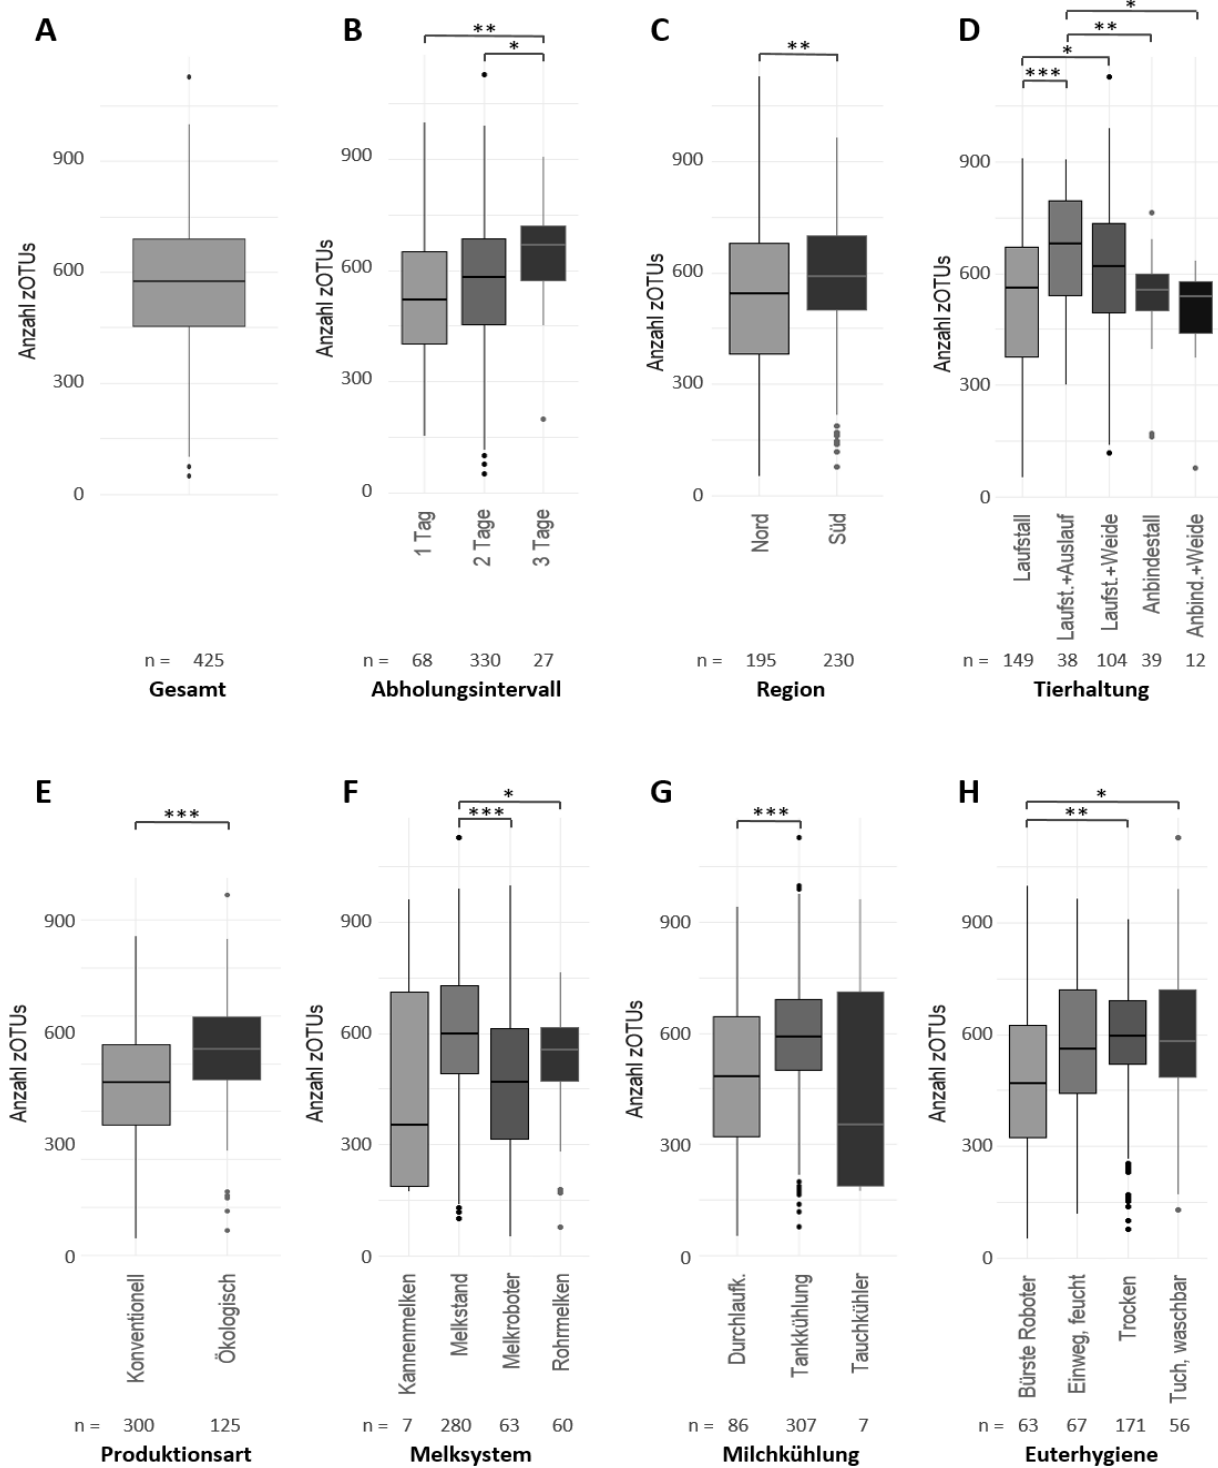 A
Anzahl zOTUs
900
600
300
0
n = 425
Gesamt
B
**
*
Anzahl zOTUs
900
600
300
0
1 Tag
2 Tage
3 Tage
n = 68 330 27
Abholungsintervall
C
**
Anzahl zOTUs
900
600
300
0
Nord
Süd
n = 195 230
Region
D
*
**
*
***
Anzahl zOTUs
900
600
300
0
Laufstall
Laufst.+Auslauf
Laufst.+Weide
Anbindestall
Anbind.+Weide
n = 149 38 104 39 12
Tierhaltung
E
***
Anzahl zOTUs
900
600
300
0
Konventionell
Ökologisch
n = 300 125
Produktionsart
F
*
***
Anzahl zOTUs
900
600
300
0
Kannenmelken
Melkstand
Melkroboter
Rohrmelken
n = 7 280 63 60
Melksystem
G
***
Anzahl zOTUs
900
600
300
0
Durchlaufk.
Tankkühlung
Tauchkühler
n = 86 307 7
Milchkühlung
H
*
**
Anzahl zOTUs
900
600
300
0
Bürste Roboter
Einweg, feucht
Trocken
Tuch, waschbar
n = 63 67 171 56
Euterhygiene